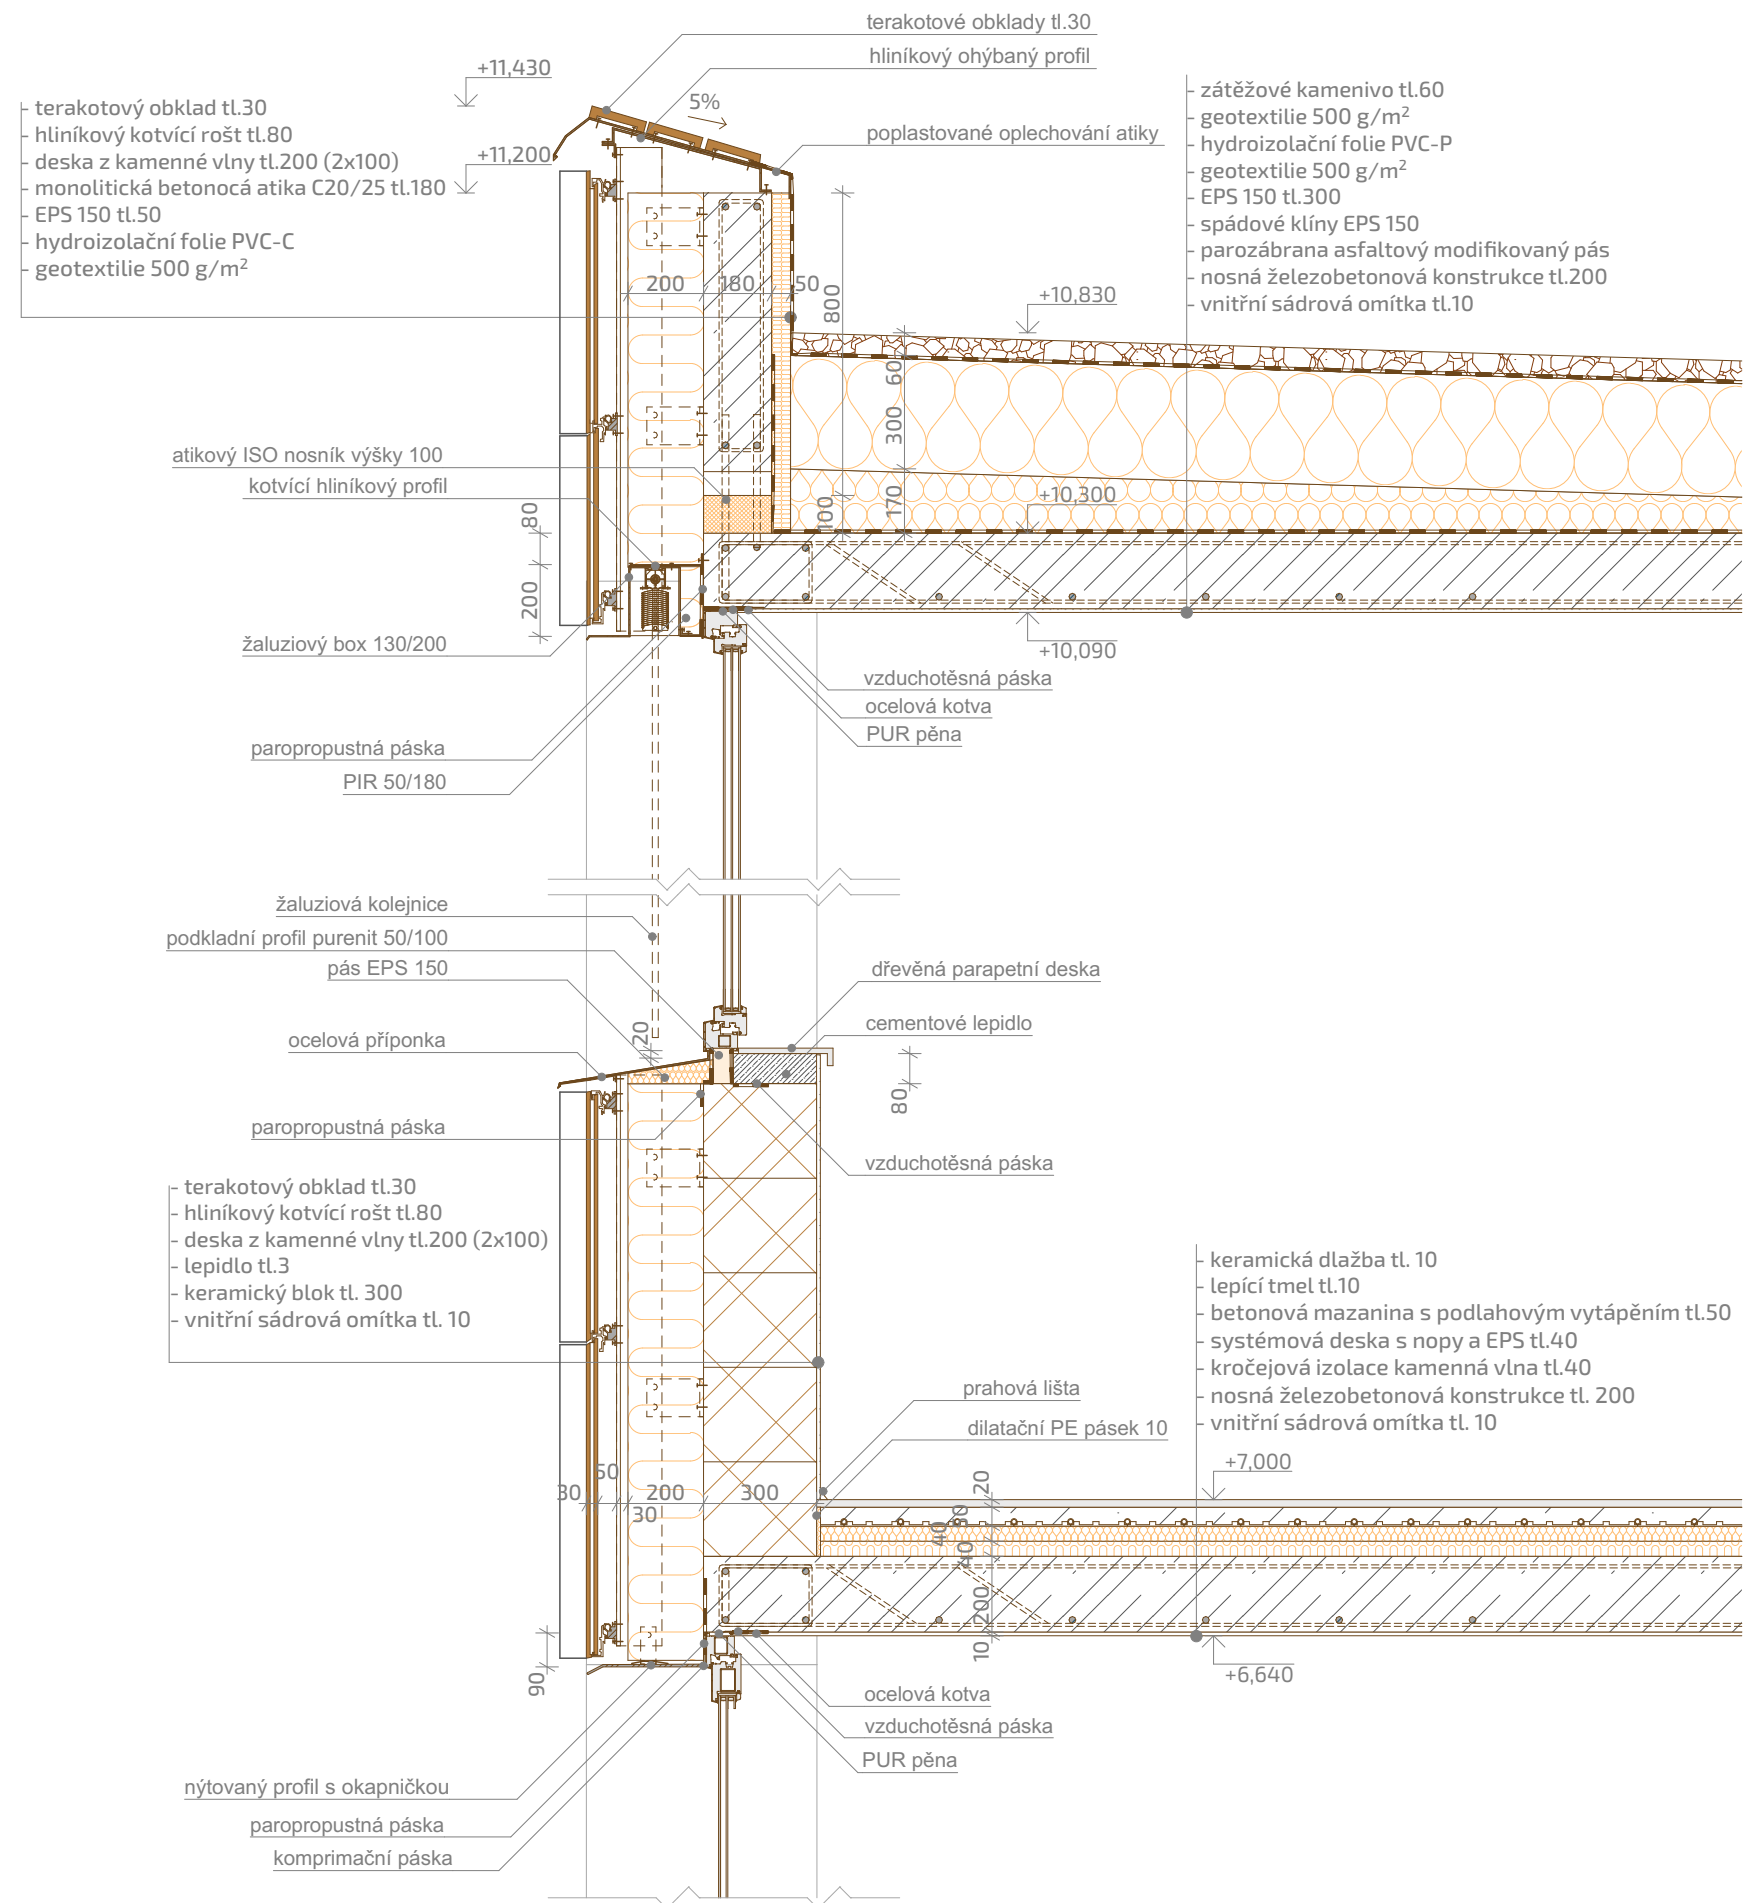 terakotové obklady tl.30
hliníkový ohýbaný profil
+11,430
5%
poplastované oplechování atiky
+11,200
- terakotový obklad tl.30
- hliníkový kotvící rošt tl.80
- deska z kamenné vlny tl.200 (2x100)
- monolitická betonocá atika C20/25 tl.180
- EPS 150 tl.50
- hydroizolační folie PVC-C
- geotextilie 500 g/m²
- zátěžové kamenivo tl.60
- geotextilie 500 g/m²
- hydroizolační folie PVC-P
- geotextilie 500 g/m²
- EPS 150 tl.300
- spádové klíny EPS 150
- parozábrana asfaltový modifikovaný pás
- nosná železobetonová konstrukce tl.200
- vnitřní sádrová omítka tl.10
200
180
50
800
+10,830
60
300
170
100
+10,300
atikový ISO nosník výšky 100
kotvící hliníkový profil
80
200
žaluziový box 130/200
+10,090
vzduchotěsná páska
ocelová kotva
PUR pěna
paropropustná páska
PIR 50/180
žaluziová kolejnice
podkladní profil purenit 50/100
pás EPS 150
dřevěná parapetní deska
cementové lepidlo
20
ocelová příponka
80
paropropustná páska
vzduchotěsná páska
- terakotový obklad tl.30
- hliníkový kotvící rošt tl.80
- deska z kamenné vlny tl.200 (2x100)
- lepidlo tl.3
- keramický blok tl. 300
- vnitřní sádrová omítka tl. 10
- keramická dlažba tl. 10
- lepící tmel tl.10
- betonová mazanina s podlahovým vytápěním tl.50
- systémová deska s nopy a EPS tl.40
- kročejová izolace kamenná vlna tl.40
- nosná železobetonová konstrukce tl. 200
- vnitřní sádrová omítka tl. 10
prahová lišta
dilatační PE pásek 10
+7,000
30
50
30
200
300
20
50
40
40
200
10
90
+6,640
ocelová kotva
vzduchotěsná páska
PUR pěna
nýtovaný profil s okapničkou
paropropustná páska
komprimační páska